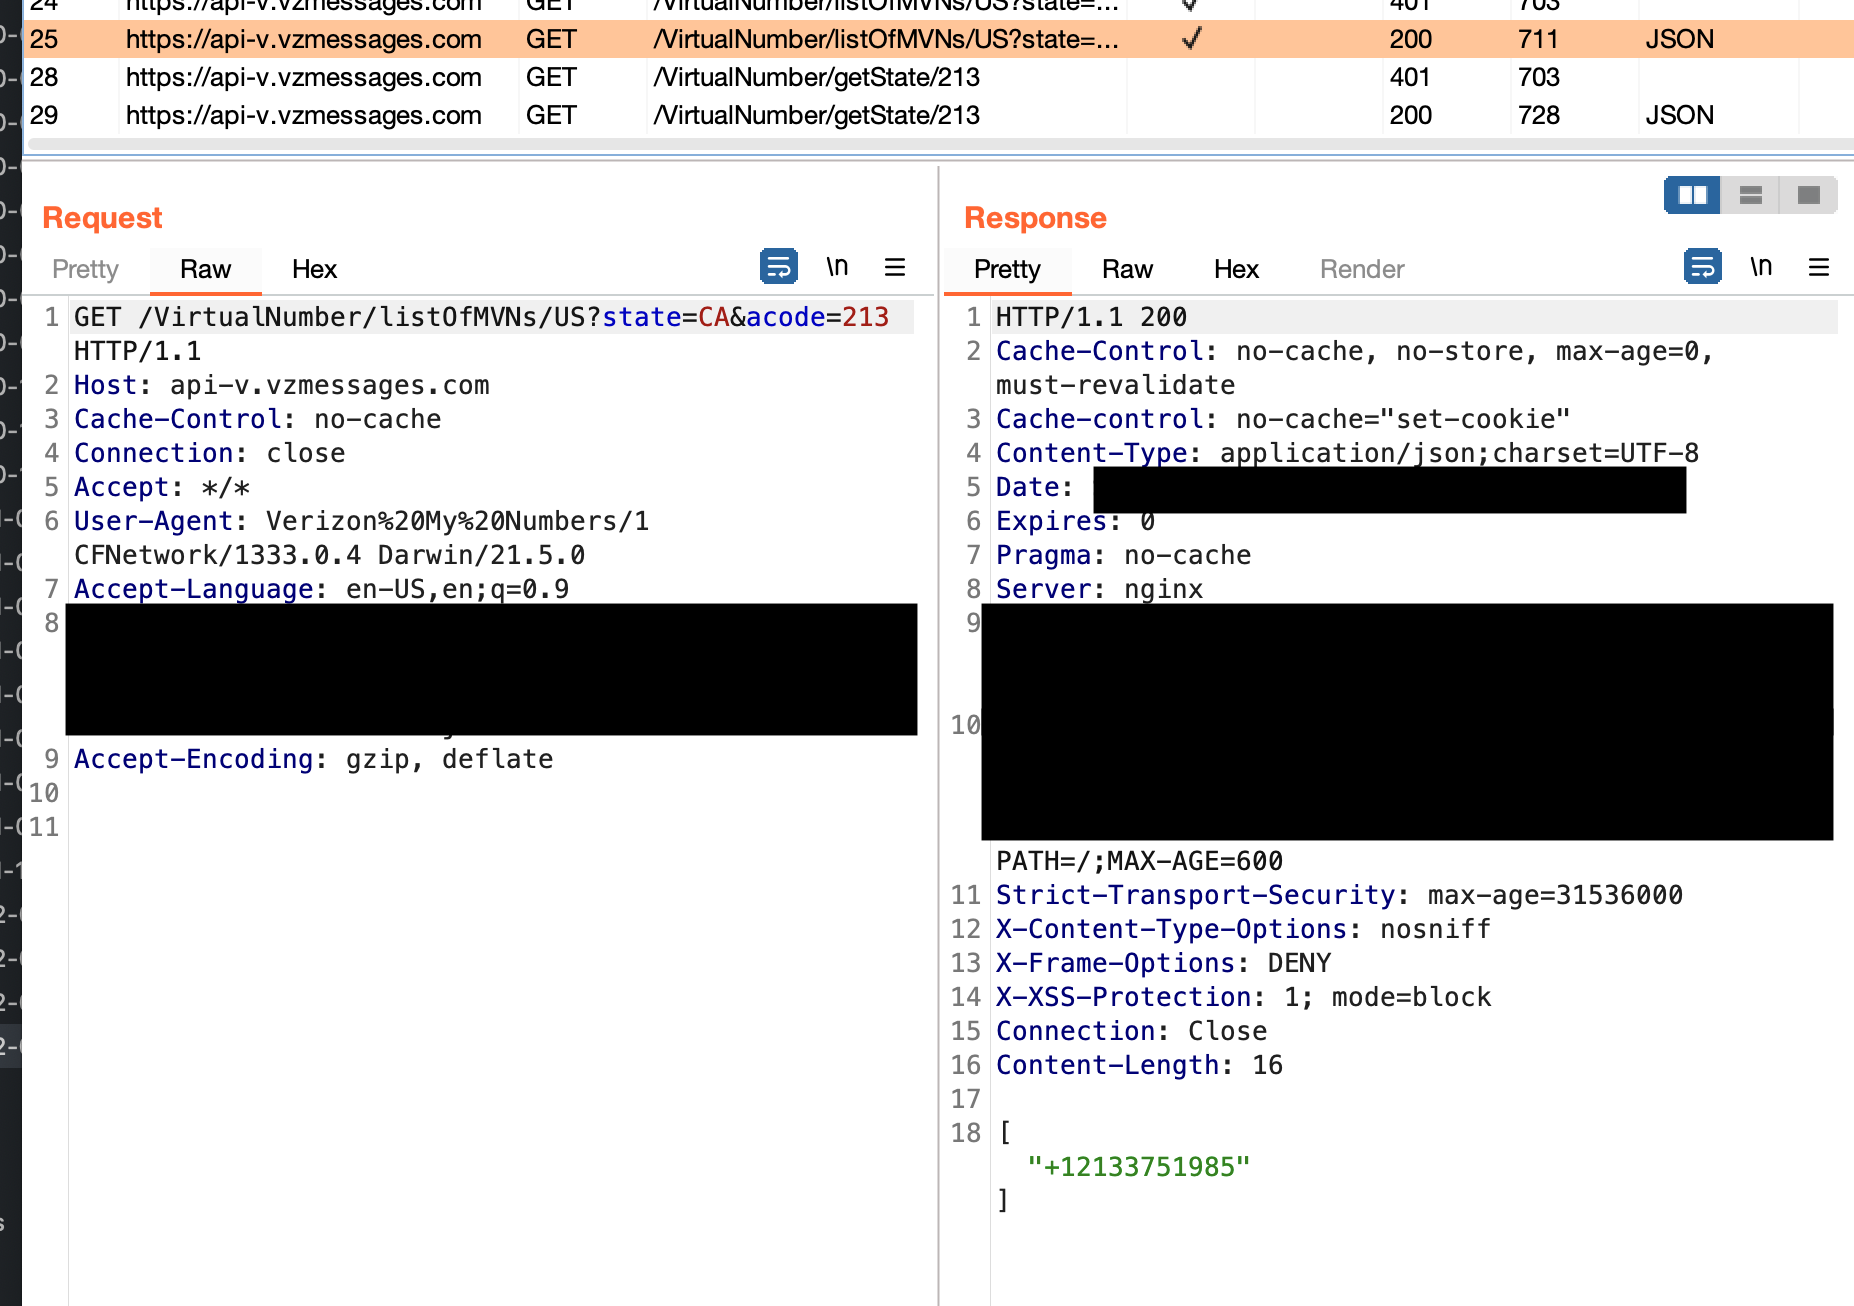 24 https://api-v.vzmessages.com GET /VirtualNumber/listOfMVNs/US?state=... ✓ 401 703
25 https://api-v.vzmessages.com GET /VirtualNumber/listOfMVNs/US?state=... ✓ 200 711 JSON
28 https://api-v.vzmessages.com GET /VirtualNumber/getState/213 401 703
29 https://api-v.vzmessages.com GET /VirtualNumber/getState/213 200 728 JSON
Request
Pretty Raw Hex \n
1 GET /VirtualNumber/listOfMVNs/US?state=CA&acode=213
HTTP/1.1
2 Host: api-v.vzmessages.com
3 Cache-Control: no-cache
4 Connection: close
5 Accept: */*
6 User-Agent: Verizon%20My%20Numbers/1
CFNetwork/1333.0.4 Darwin/21.5.0
7 Accept-Language: en-US,en;q=0.9
8
9 Accept-Encoding: gzip, deflate
10
11
Response
Pretty Raw Hex Render \n
1 HTTP/1.1 200
2 Cache-Control: no-cache, no-store, max-age=0,
must-revalidate
3 Cache-control: no-cache="set-cookie"
4 Content-Type: application/json;charset=UTF-8
5 Date:
6 Expires: 0
7 Pragma: no-cache
8 Server: nginx
9
10
PATH=/;MAX-AGE=600
11 Strict-Transport-Security: max-age=31536000
12 X-Content-Type-Options: nosniff
13 X-Frame-Options: DENY
14 X-XSS-Protection: 1; mode=block
15 Connection: Close
16 Content-Length: 16
17
18 [
"+12133751985"
]